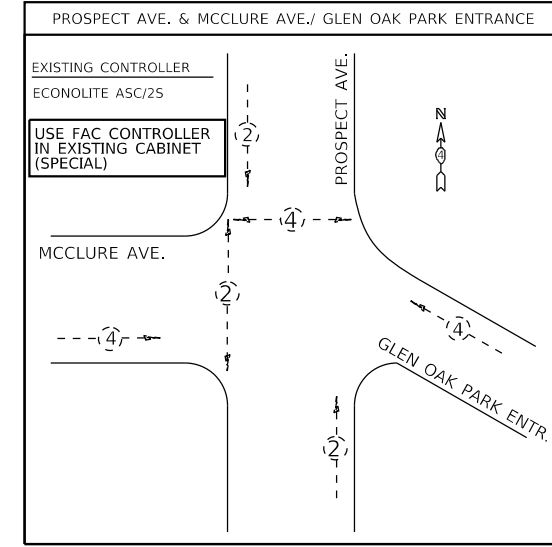 PROSPECT AVE. & MCCLURE AVE./ GLEN OAK PARK ENTRANCE
EXISTING CONTROLLER
ECONOLITE ASC/2S
USE FAC CONTROLLER
IN EXISTING CABINET
(SPECIAL)
PROSPECT AVE.
N
4
2
4
MCCLURE AVE.
2
4
4
GLEN OAK PARK ENTR.
2